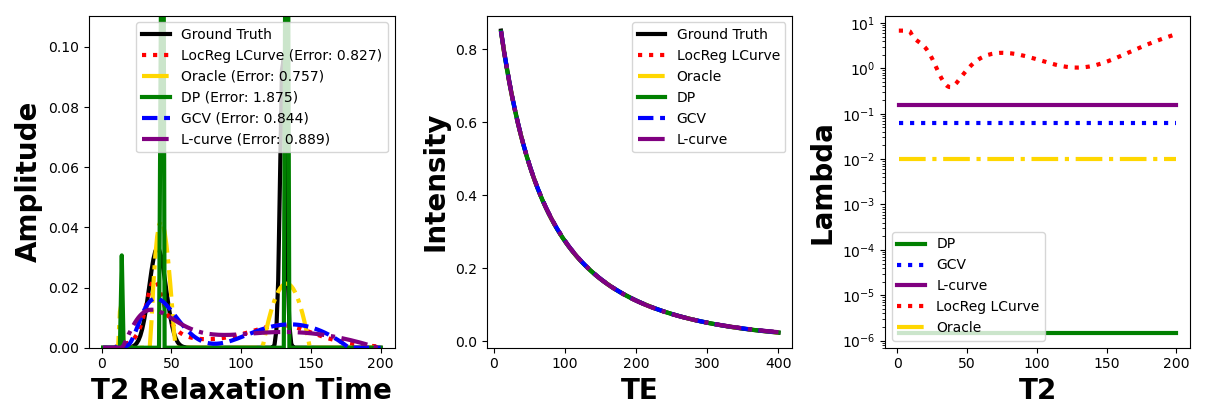 Amplitude
0.10
0.08
0.06
0.04
0.02
0.00
Ground Truth
LocReg LCurve (Error: 0.827)
Oracle (Error: 0.757)
DP (Error: 1.875)
GCV (Error: 0.844)
L-curve (Error: 0.889)
0 50 100 150 200
T2 Relaxation Time
Intensity
0.8
0.6
0.4
0.2
0.0
Ground Truth
LocReg LCurve
Oracle
DP
GCV
L-curve
0 100 200 300 400
TE
Lambda
10¹
10⁰
10⁻¹
10⁻²
10⁻³
10⁻⁴
10⁻⁵
10⁻⁶
DP
GCV
L-curve
LocReg LCurve
Oracle
0 50 100 150 200
T2